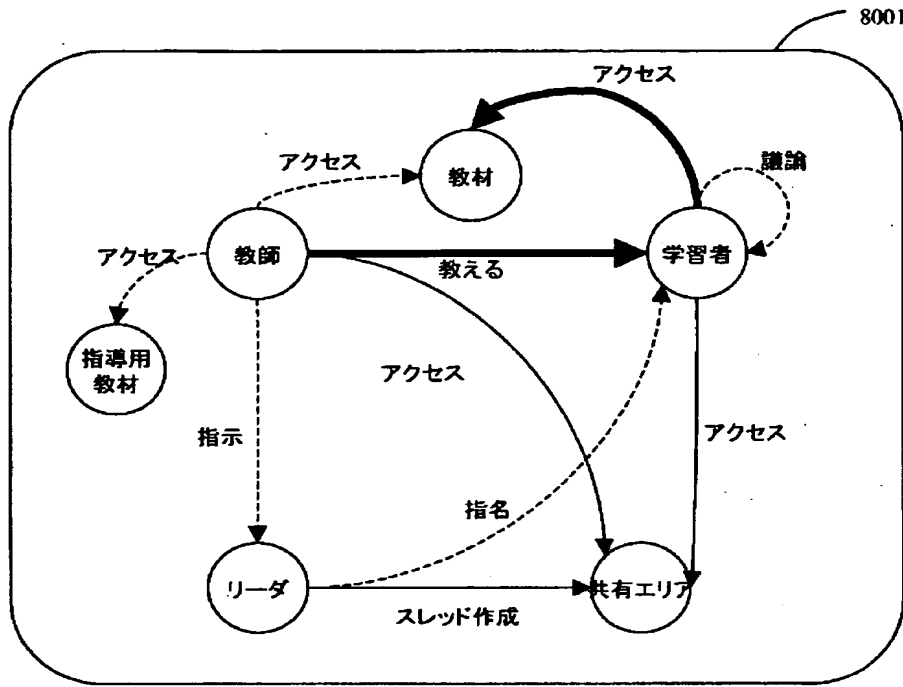 8001
アクセス
議論
アクセス
教材
アクセス
教師
教える
学習者
指導用
教材
アクセス
アクセス
指示
指名
リーダ
共有エリア
スレッド作成